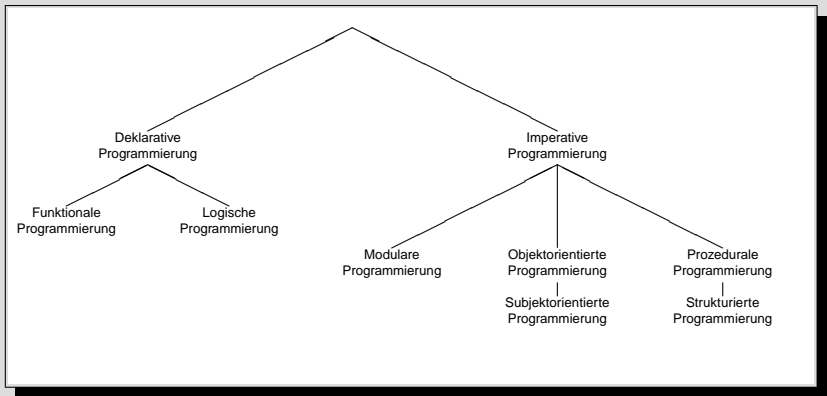 Deklarative
Programmierung
Imperative
Programmierung
Funktionale
Programmierung
Logische
Programmierung
Modulare
Programmierung
Objektorientierte
Programmierung
Prozedurale
Programmierung
Subjektorientierte
Programmierung
Strukturierte
Programmierung